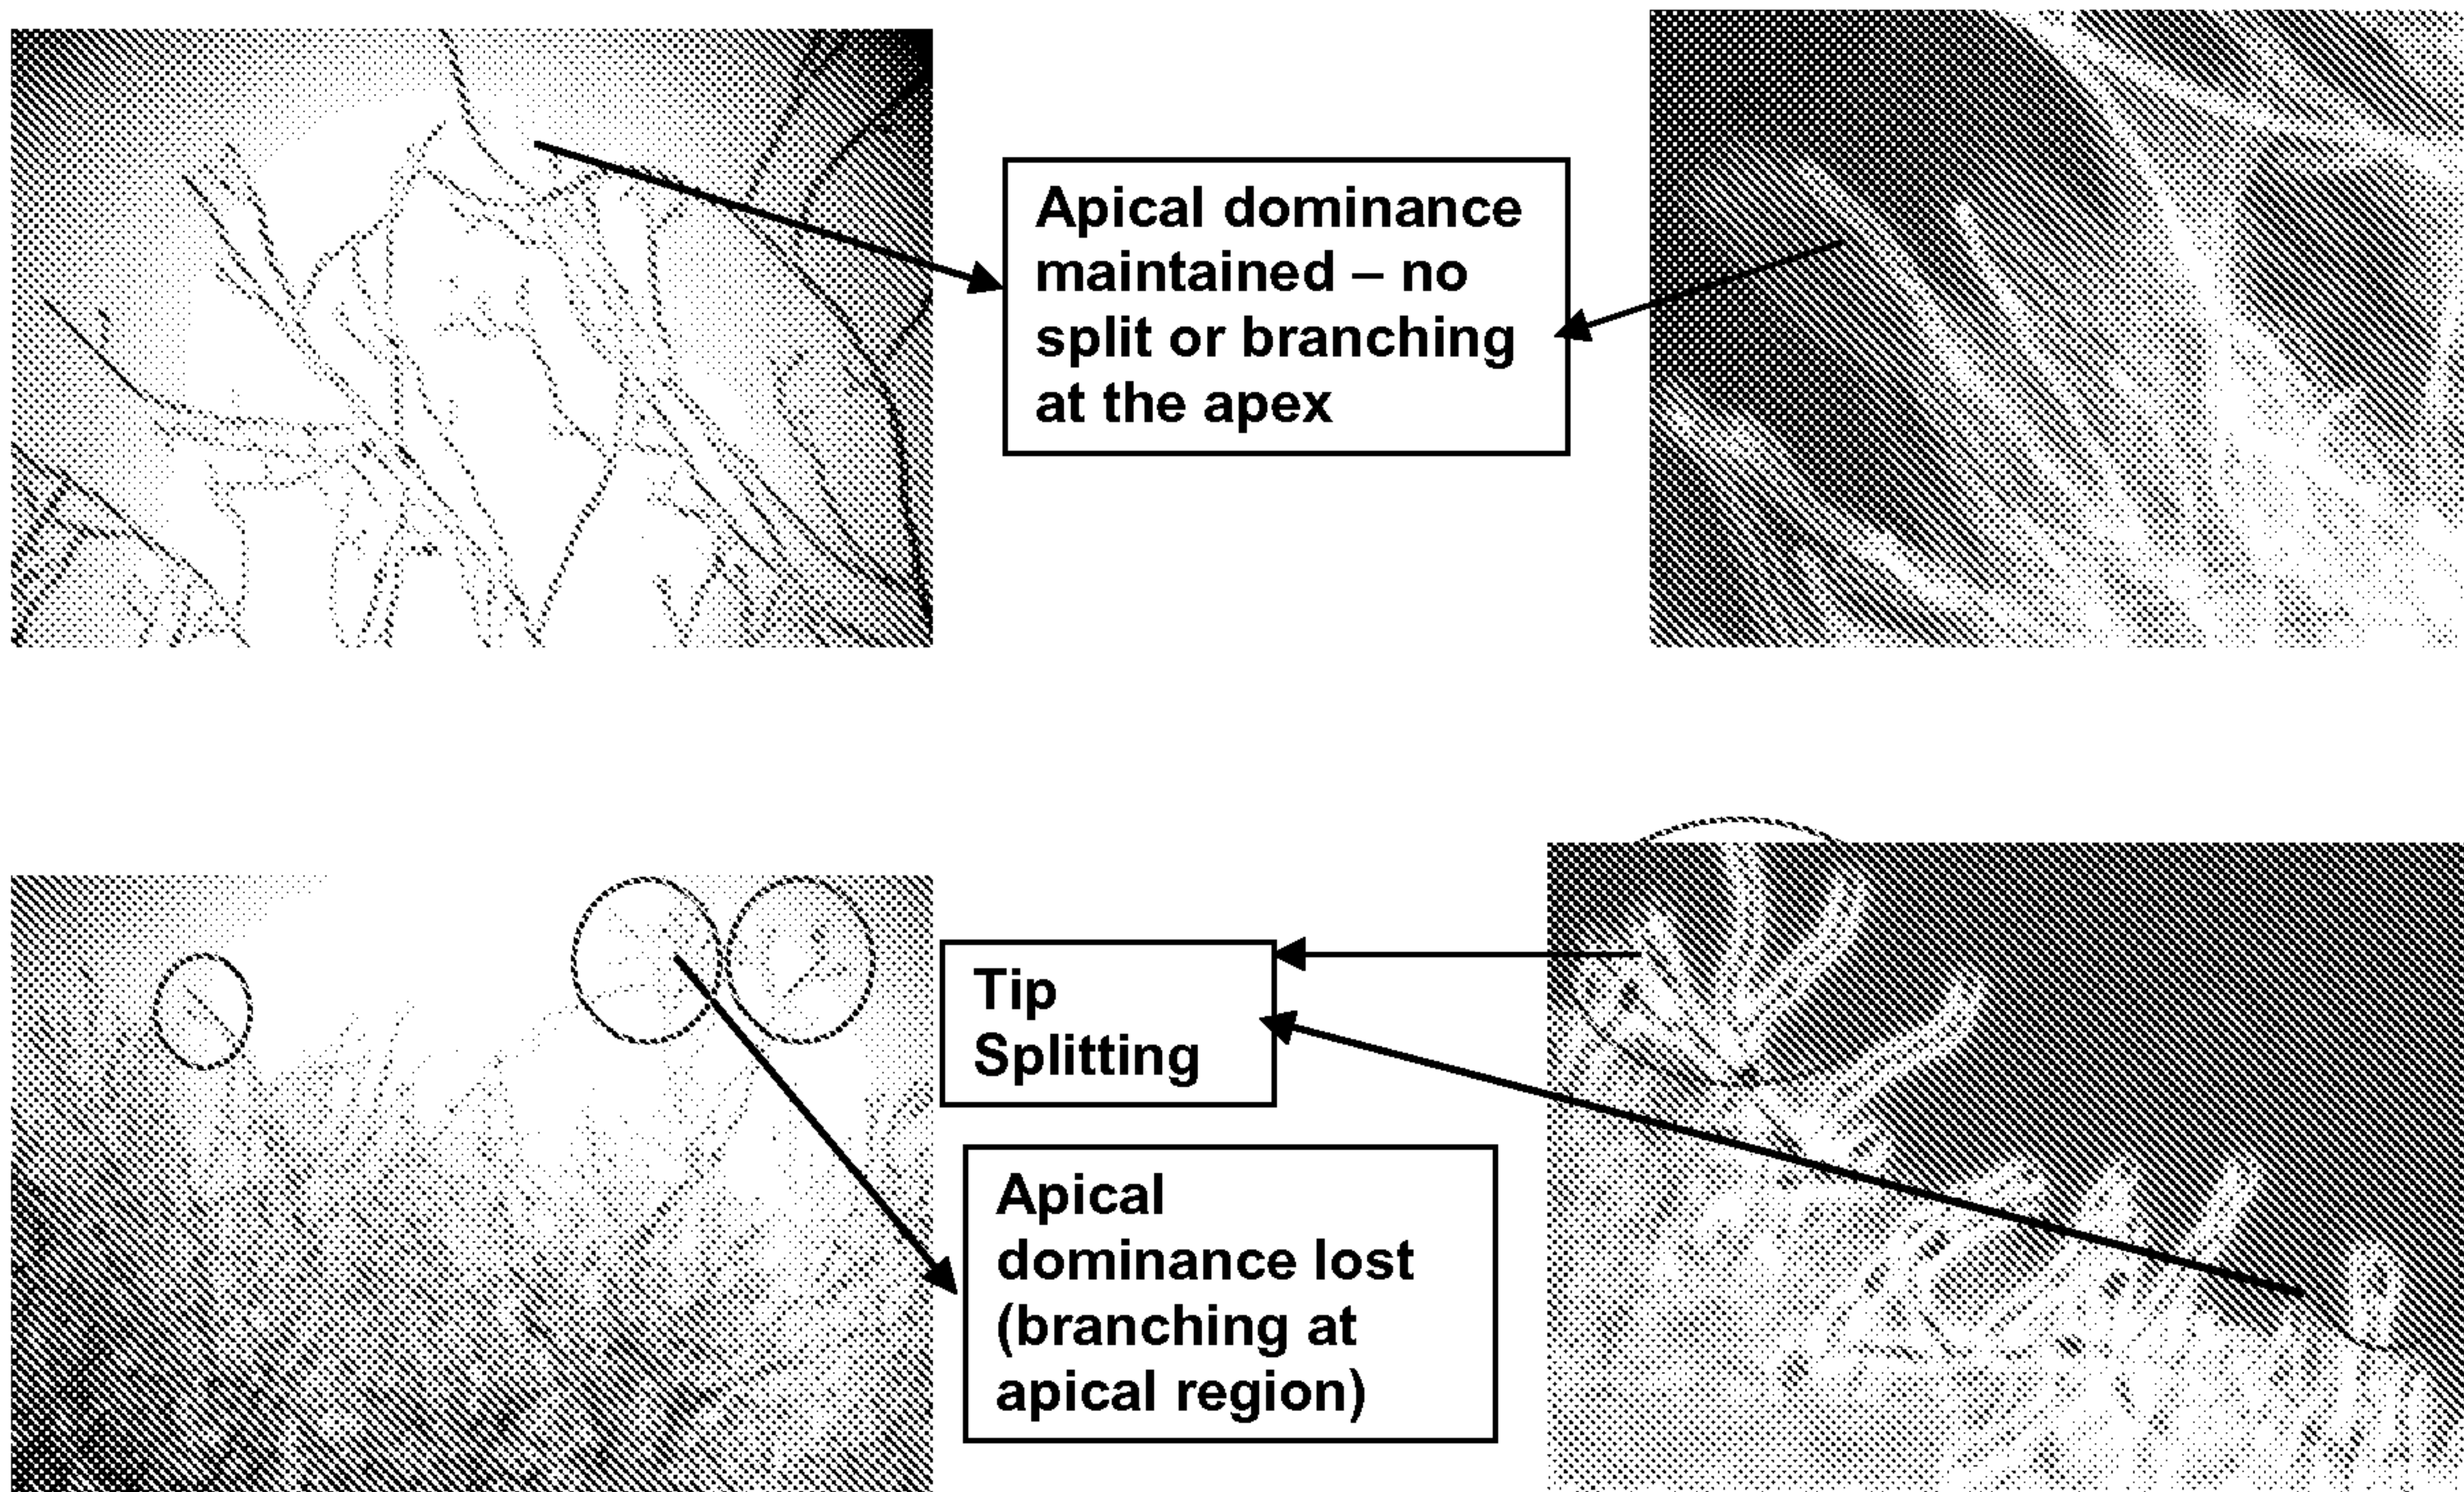 Apical dominance
maintained – no
split or branching
at the apex
Tip
Splitting
Apical
dominance lost
(branching at
apical region)